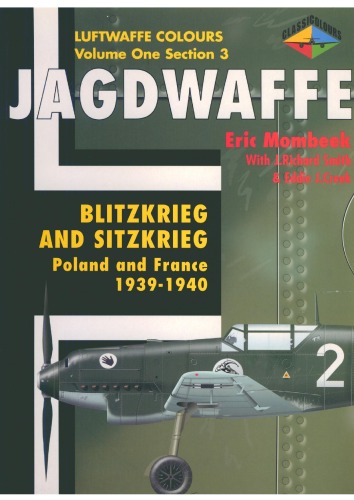 LUFTWAFFE COLOURS
Volume One Section 3
CLASSIC COLOURS
JAGDWAFFE
Eric Mombeek
With J.Richard Smith
& Eddie J.Creek
BLITZKRIEG
AND SITZKRIEG
Poland and France
1939-1940
2